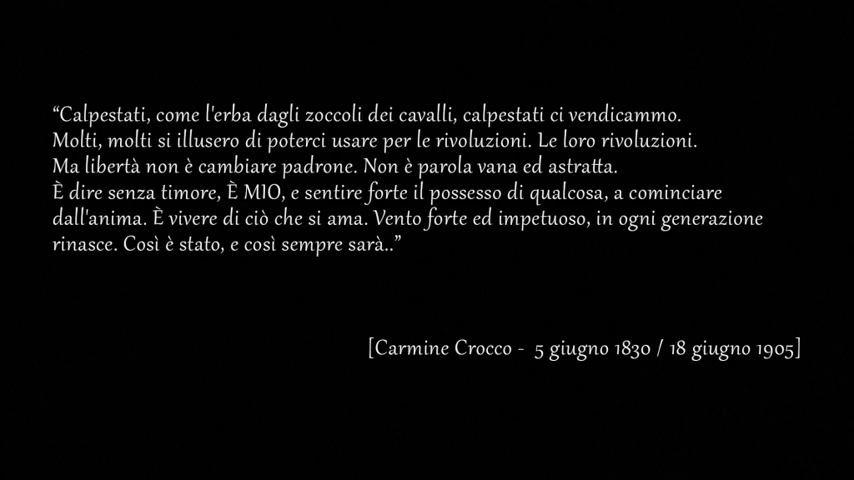 “Calpestati, come l'erba dagli zoccoli dei cavalli, calpestati ci vendicammo.
Molti, molti si illusero di poterci usare per le rivoluzioni. Le loro rivoluzioni.
Ma libertà non è cambiare padrone. Non è parola vana ed astratta.
È dire senza timore, È MIO, e sentire forte il possesso di qualcosa, a cominciare
dall'anima. È vivere di ciò che si ama. Vento forte ed impetuoso, in ogni generazione
rinasce. Così è stato, e così sempre sarà..”
[Carmine Crocco - 5 giugno 1830 / 18 giugno 1905]